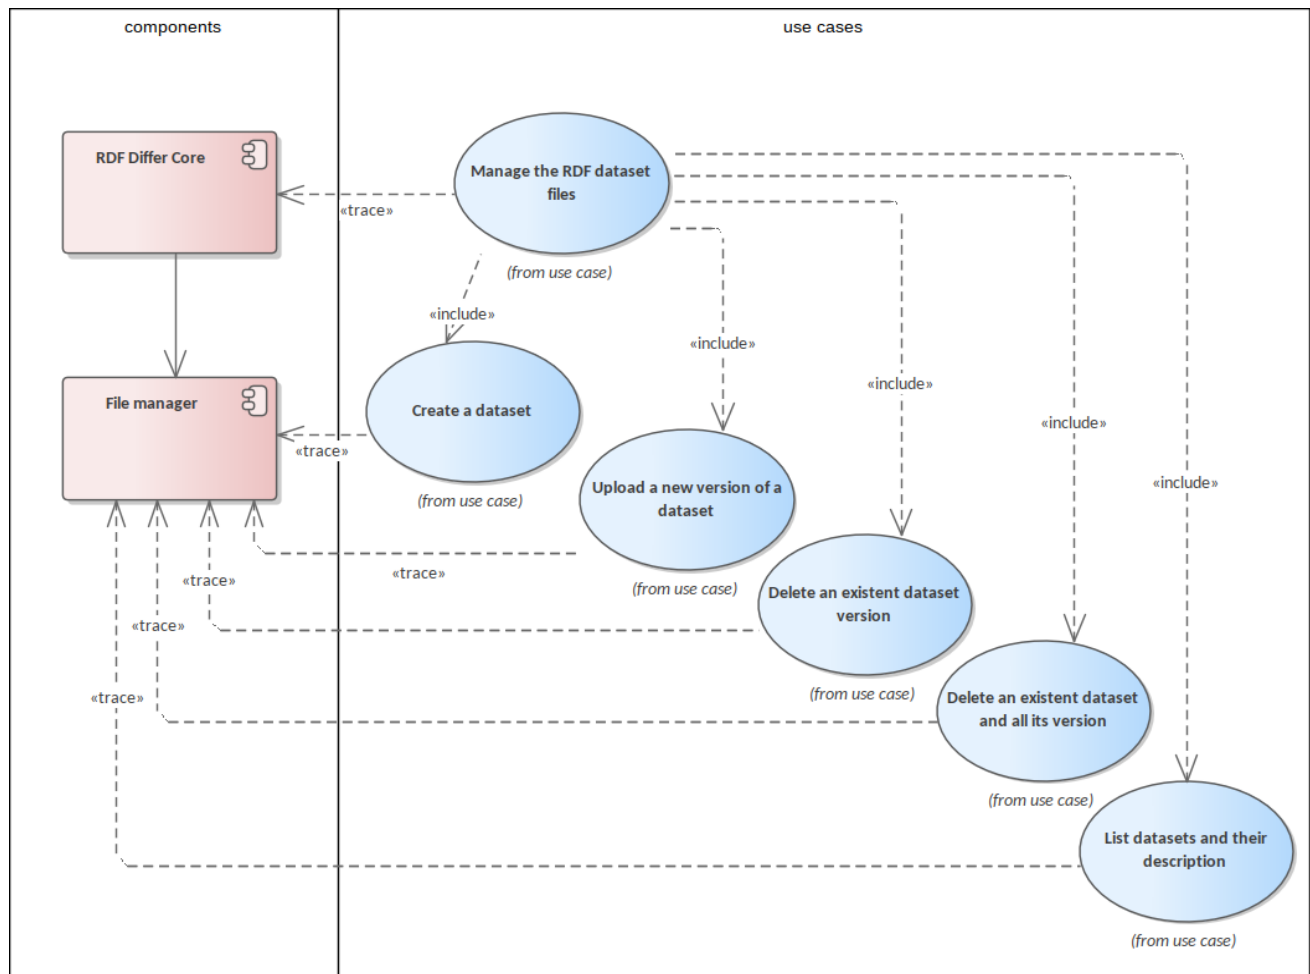 components
use cases
RDF Differ Core
Manage the RDF dataset
files
«trace»
(from use case)
«include»
«include»
«include»
«include»
«include»
File manager
Create a dataset
«trace»
(from use case)
Upload a new version of a
dataset
«trace»
«trace»
(from use case)
Delete an existent dataset
version
«trace»
(from use case)
«trace»
Delete an existent dataset
and all its version
(from use case)
List datasets and their
description
(from use case)